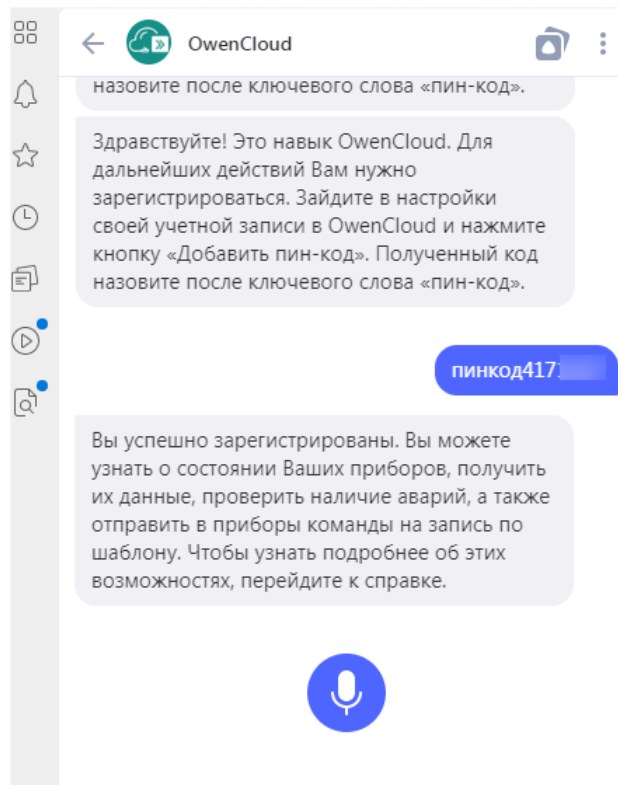 OwenCloud
назовите после ключевого слова «пин-код».
Здравствуйте! Это навык OwenCloud. Для
дальнейших действий Вам нужно
зарегистрироваться. Зайдите в настройки
своей учетной записи в OwenCloud и нажмите
кнопку «Добавить пин-код». Полученный код
назовите после ключевого слова «пин-код».
пинкод417
Вы успешно зарегистрированы. Вы можете
узнать о состоянии Ваших приборов, получить
их данные, проверить наличие аварий, а также
отправить в приборы команды на запись по
шаблону. Чтобы узнать подробнее об этих
возможностях, перейдите к справке.